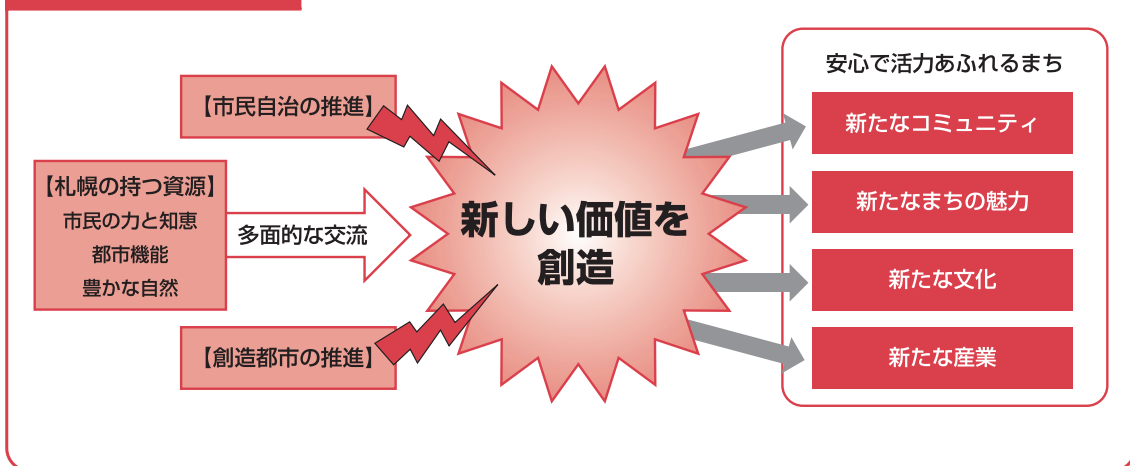 【市民自治の推進】
【札幌の持つ資源】
市民の力と知恵
都市機能
豊かな自然
多面的な交流
【創造都市の推進】
新しい価値を
創造
安心で活力あふれるまち
新たなコミュニティ
新たなまちの魅力
新たな文化
新たな産業